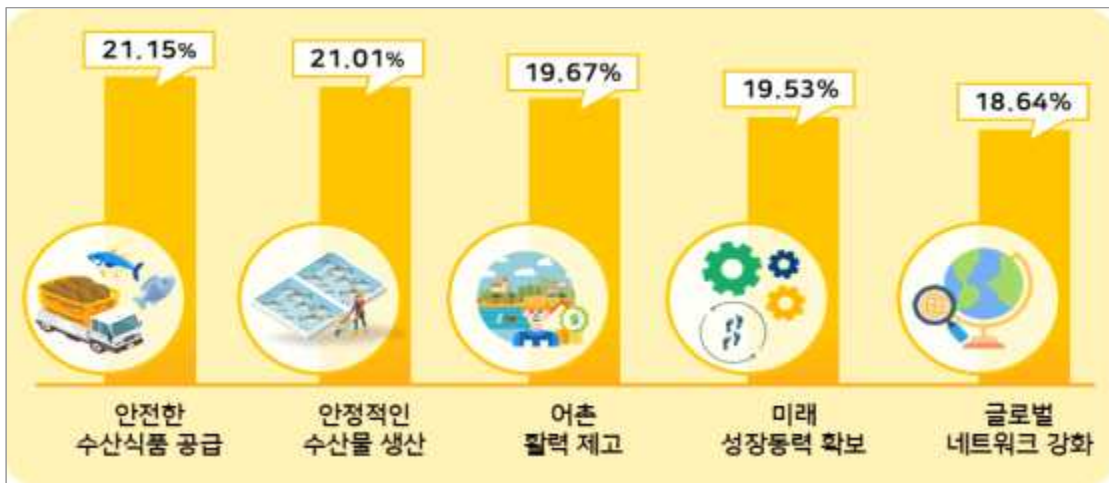 21.15%
21.01%
19.67%
19.53%
18.64%
안전한
수산식품 공급
안정적인
수산물 생산
어촌
활력 제고
미래
성장동력 확보
글로벌
네트워크 강화